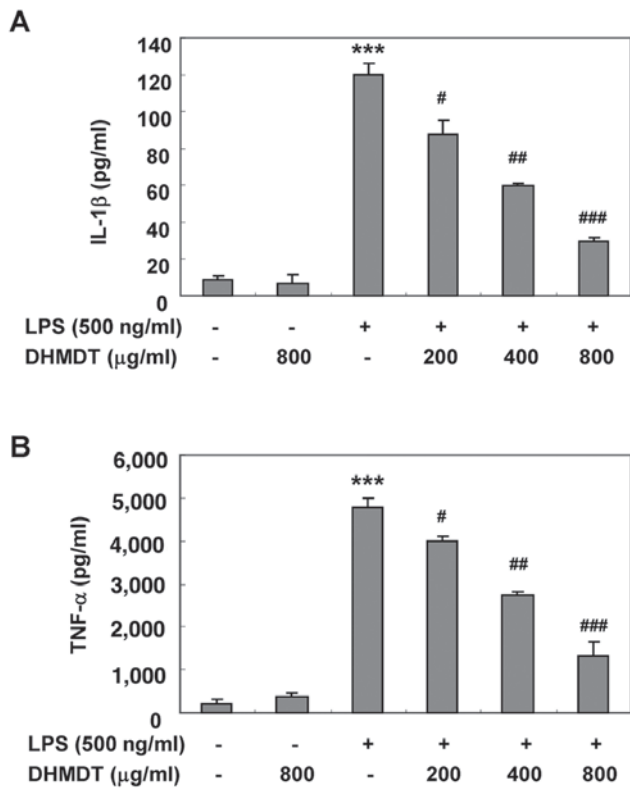 A
140
120
100
80
60
40
20
0
IL-1β (pg/ml)
***
#
##
###
LPS (500 ng/ml) - - + + + +
DHMDT (μg/ml) - 800 - 200 400 800
B
6,000
5,000
4,000
3,000
2,000
1,000
0
TNF-α (pg/ml)
***
#
##
###
LPS (500 ng/ml) - - + + + +
DHMDT (μg/ml) - 800 - 200 400 800